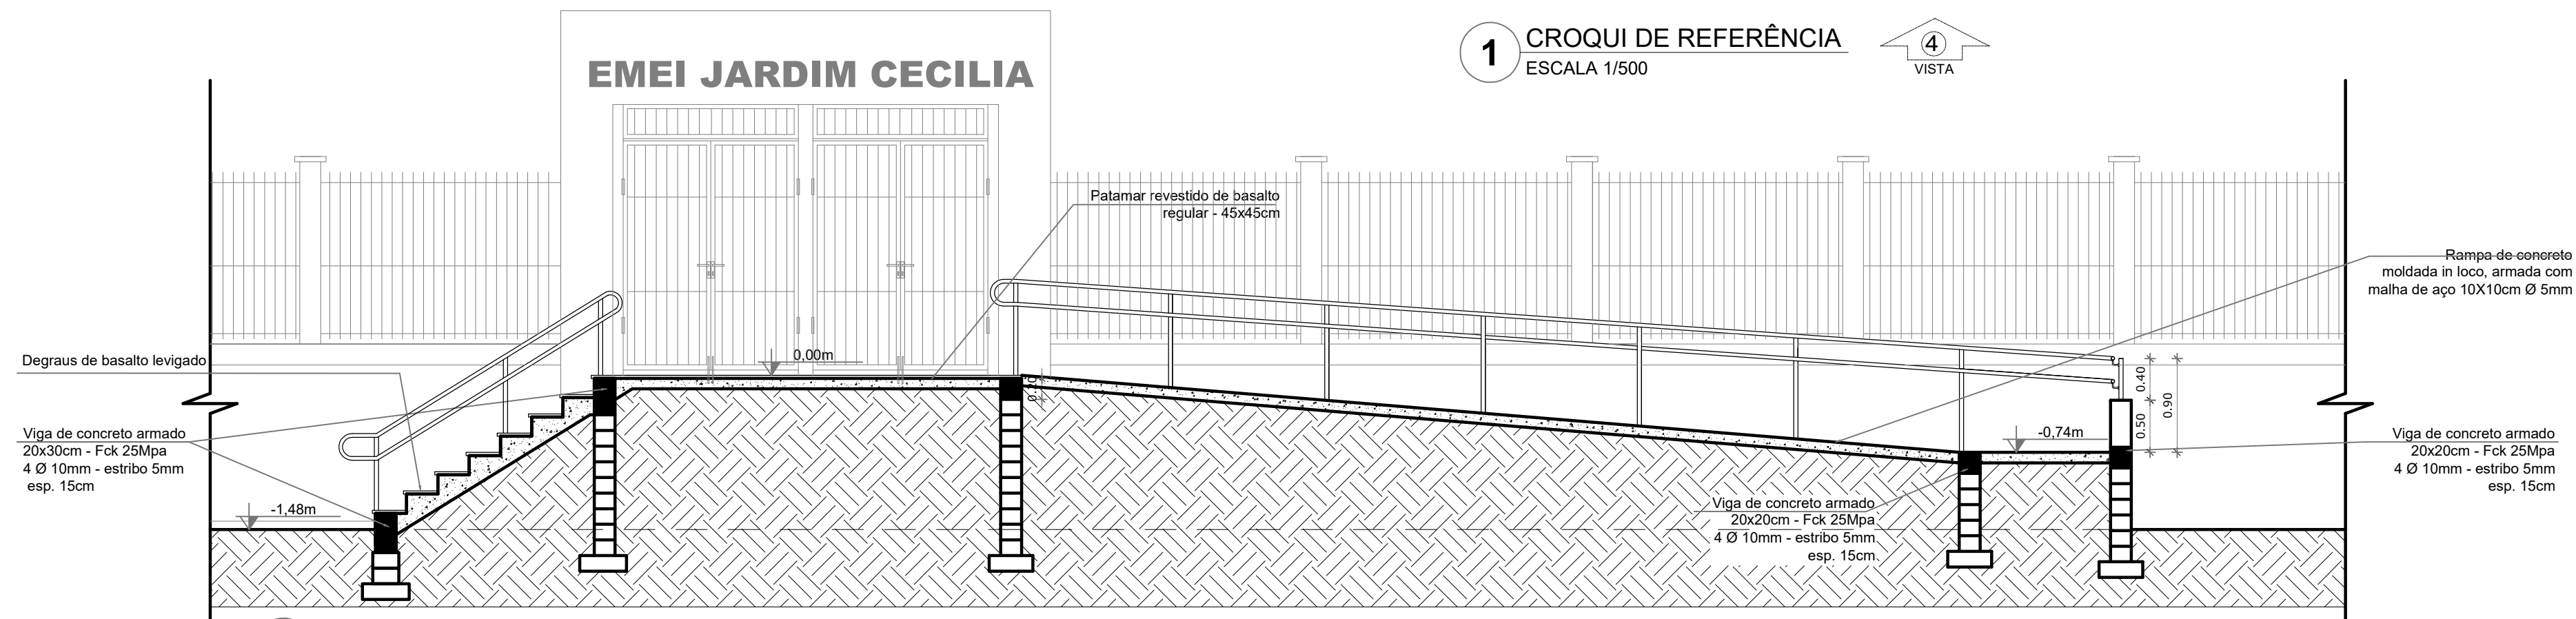 1
CROQUI DE REFERÊNCIA
ESCALA 1/500
4
VISTA
EMEI JARDIM CECILIA
Patamar revestido de basalto
regular - 45x45cm
Rampa de concreto
moldada in loco, armada com
malha de aço 10X10cm Ø 5mm
Degraus de basalto levigado
0,00m
0.20
0.40
0.50
0.90
Viga de concreto armado
20x30cm - Fck 25Mpa
4 Ø 10mm - estribo 5mm
esp. 15cm
-1,48m
-0,74m
Viga de concreto armado
20x20cm - Fck 25Mpa
4 Ø 10mm - estribo 5mm
esp. 15cm
Viga de concreto armado
20x20cm - Fck 25Mpa
4 Ø 10mm - estribo 5mm
esp. 15cm